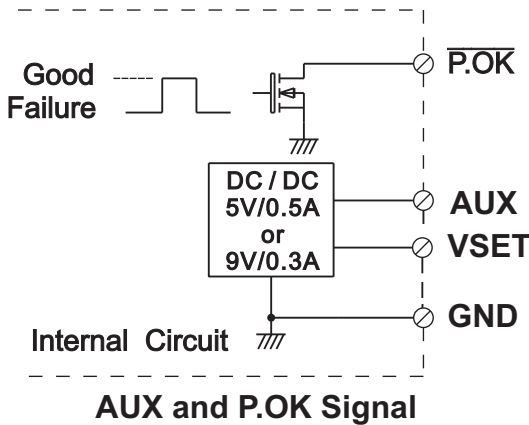 Good
Failure
P.OK
DC / DC
5V/0.5A
or
9V/0.3A
AUX
VSET
GND
Internal Circuit
AUX and P.OK Signal